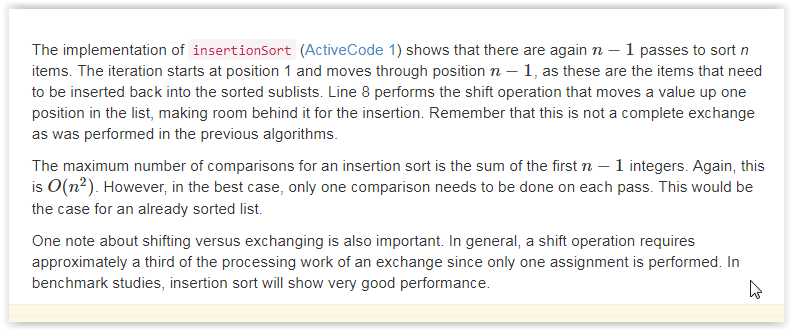 The implementation of insertionSort (ActiveCode 1) shows that there are again n − 1 passes to sort n
items. The iteration starts at position 1 and moves through position n − 1, as these are the items that need
to be inserted back into the sorted sublists. Line 8 performs the shift operation that moves a value up one
position in the list, making room behind it for the insertion. Remember that this is not a complete exchange
as was performed in the previous algorithms.
The maximum number of comparisons for an insertion sort is the sum of the first n − 1 integers. Again, this
is O(n²). However, in the best case, only one comparison needs to be done on each pass. This would be
the case for an already sorted list.
One note about shifting versus exchanging is also important. In general, a shift operation requires
approximately a third of the processing work of an exchange since only one assignment is performed. In
benchmark studies, insertion sort will show very good performance.